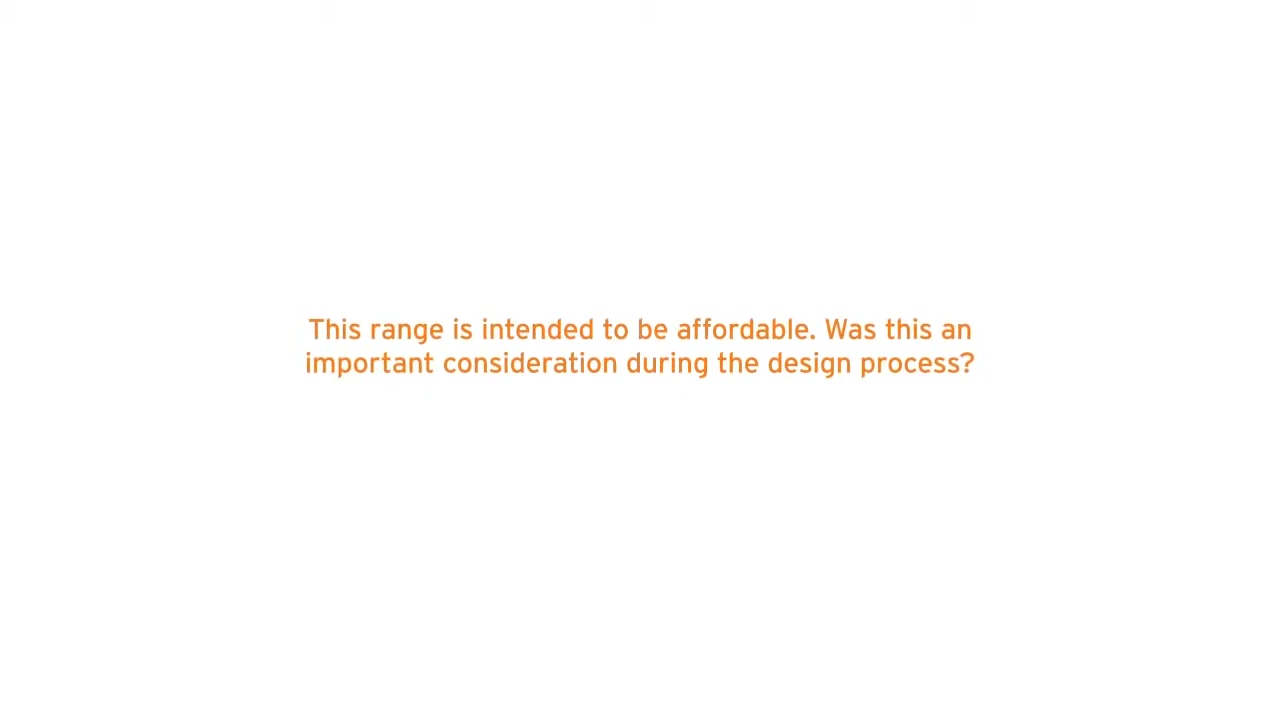 This range is intended to be affordable. Was this an
important consideration during the design process?